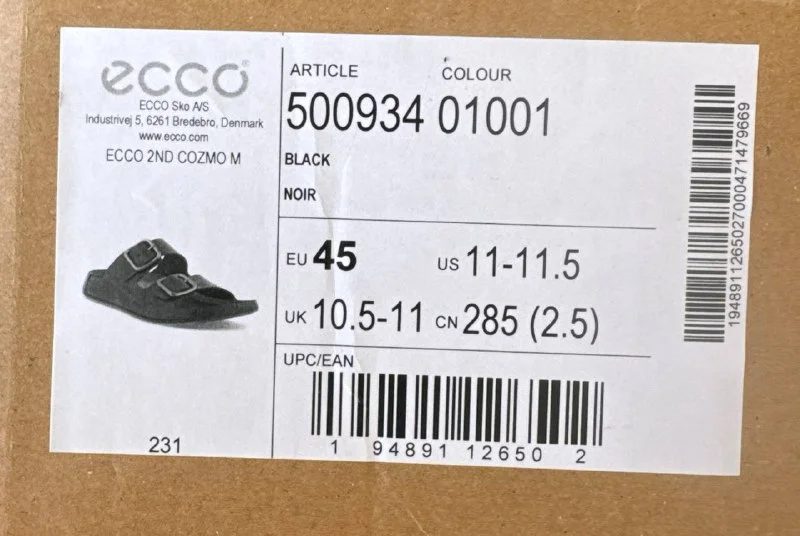 ecco
ECCO Sko A/S
Industrivej 5, 6261 Bredebro, Denmark
www.ecco.com
ECCO 2ND COZMO M
231
ARTICLE COLOUR
500934 01001
BLACK
NOIR
EU 45 US 11-11.5
UK 10.5-11 CN 285 (2.5)
UPC/EAN
1 94891 12650 2
1948911265027000471479669